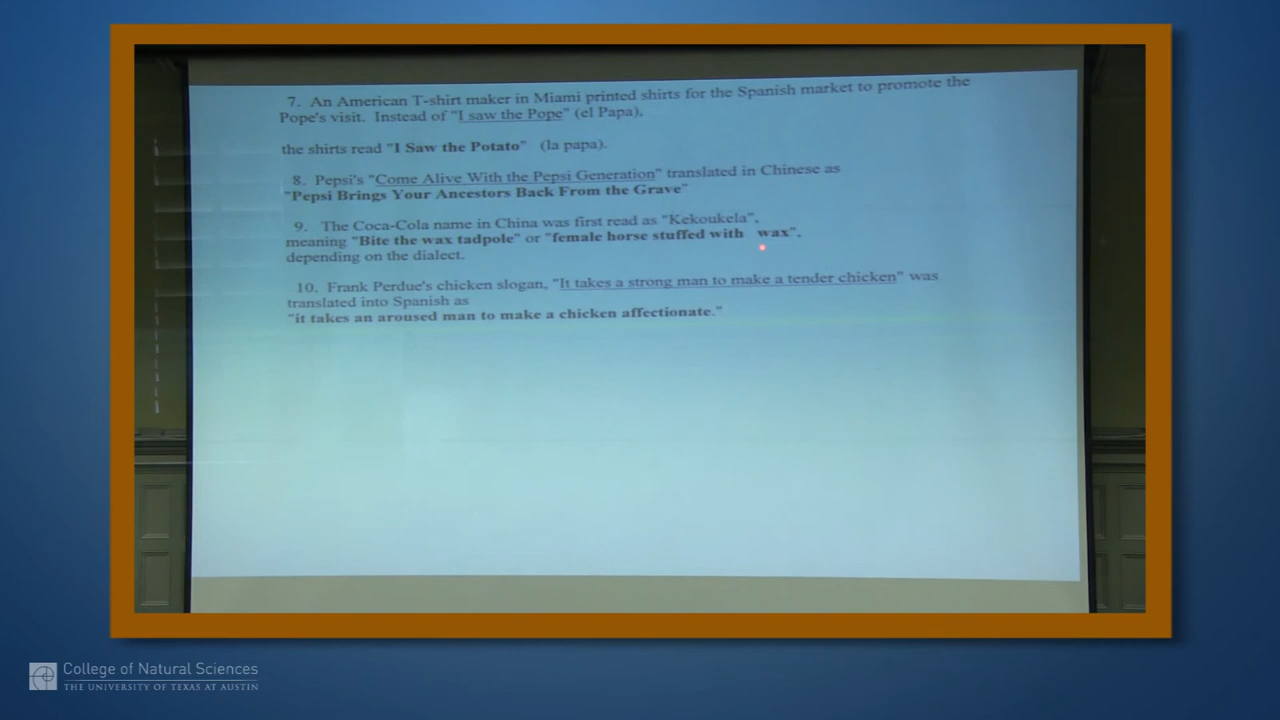 7. An American T-shirt maker in Miami printed shirts for the Spanish market to promote the
Pope's visit. Instead of "I saw the Pope" (el Papa),
the shirts read "I Saw the Potato" (la papa).
8. Pepsi's "Come Alive With the Pepsi Generation" translated in Chinese as
"Pepsi Brings Your Ancestors Back From the Grave"
9. The Coca-Cola name in China was first read as "Kekoukela",
meaning "Bite the wax tadpole" or "female horse stuffed with wax",
depending on the dialect.
10. Frank Perdue's chicken slogan, "It takes a strong man to make a tender chicken" was
translated into Spanish as
"it takes an aroused man to make a chicken affectionate."
College of Natural Sciences
THE UNIVERSITY OF TEXAS AT AUSTIN